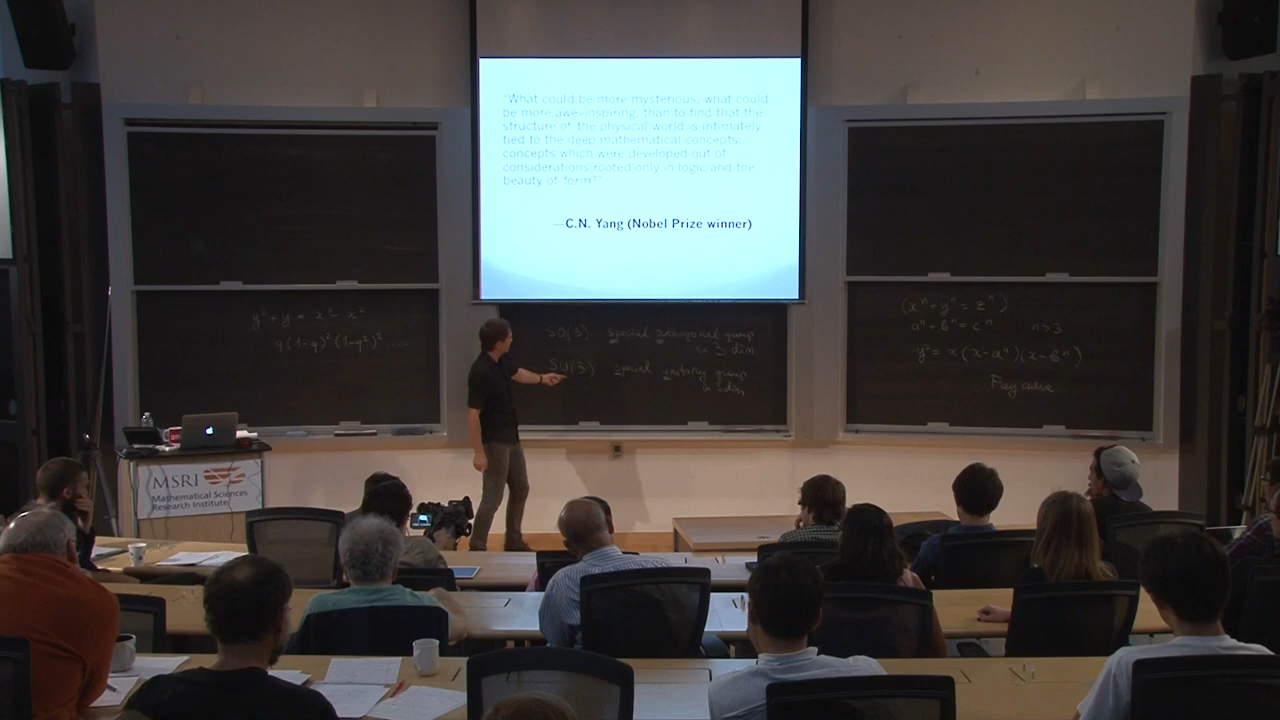 "What could be more mysterious, what could
be more awe-inspiring, than to find that the
structure of the physical world is intimately
tied to the deep mathematical concepts,
concepts which were developed out of
considerations rooted only in logic and the
beauty of form?"
—C.N. Yang (Nobel Prize winner)
y² + y = x³ - x²
q(1-q)²(1-q²)² ....
SO(3) special orthogonal group
in 3 dim
SU(3) special unitary group
in 3 dim
(xⁿ + yⁿ = zⁿ)
aⁿ + bⁿ = cⁿ n>3
y² = x(x-aⁿ)(x-bⁿ)
Frey curve
MSRI
Mathematical Sciences
Research Institute